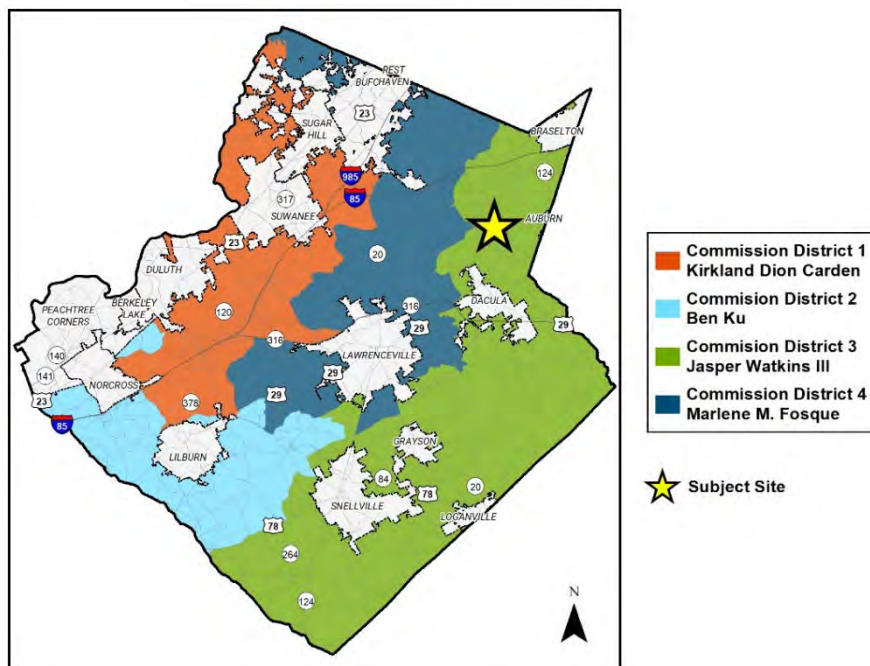 REST
BUFCHAVEN
23
SUGAR
HILL
BRASELTON
985
124
85
317
SUWANEE
AUBURN
23
20
DULUTH
DACULA
PEACHTREE
CORNERS
BERKELEY
LAKE
120
316
29
29
316
LAWRENCEVILLE
140
141
NORCROSS
29
29
23
378
85
LILBURN
GRAYSON
84
78
20
SNELLVILLE
LOGANVILLE
78
264
124
N
Commission District 1
Kirkland Dion Carden
Commision District 2
Ben Ku
Commision District 3
Jasper Watkins III
Commision District 4
Marlene M. Fosque
Subject Site